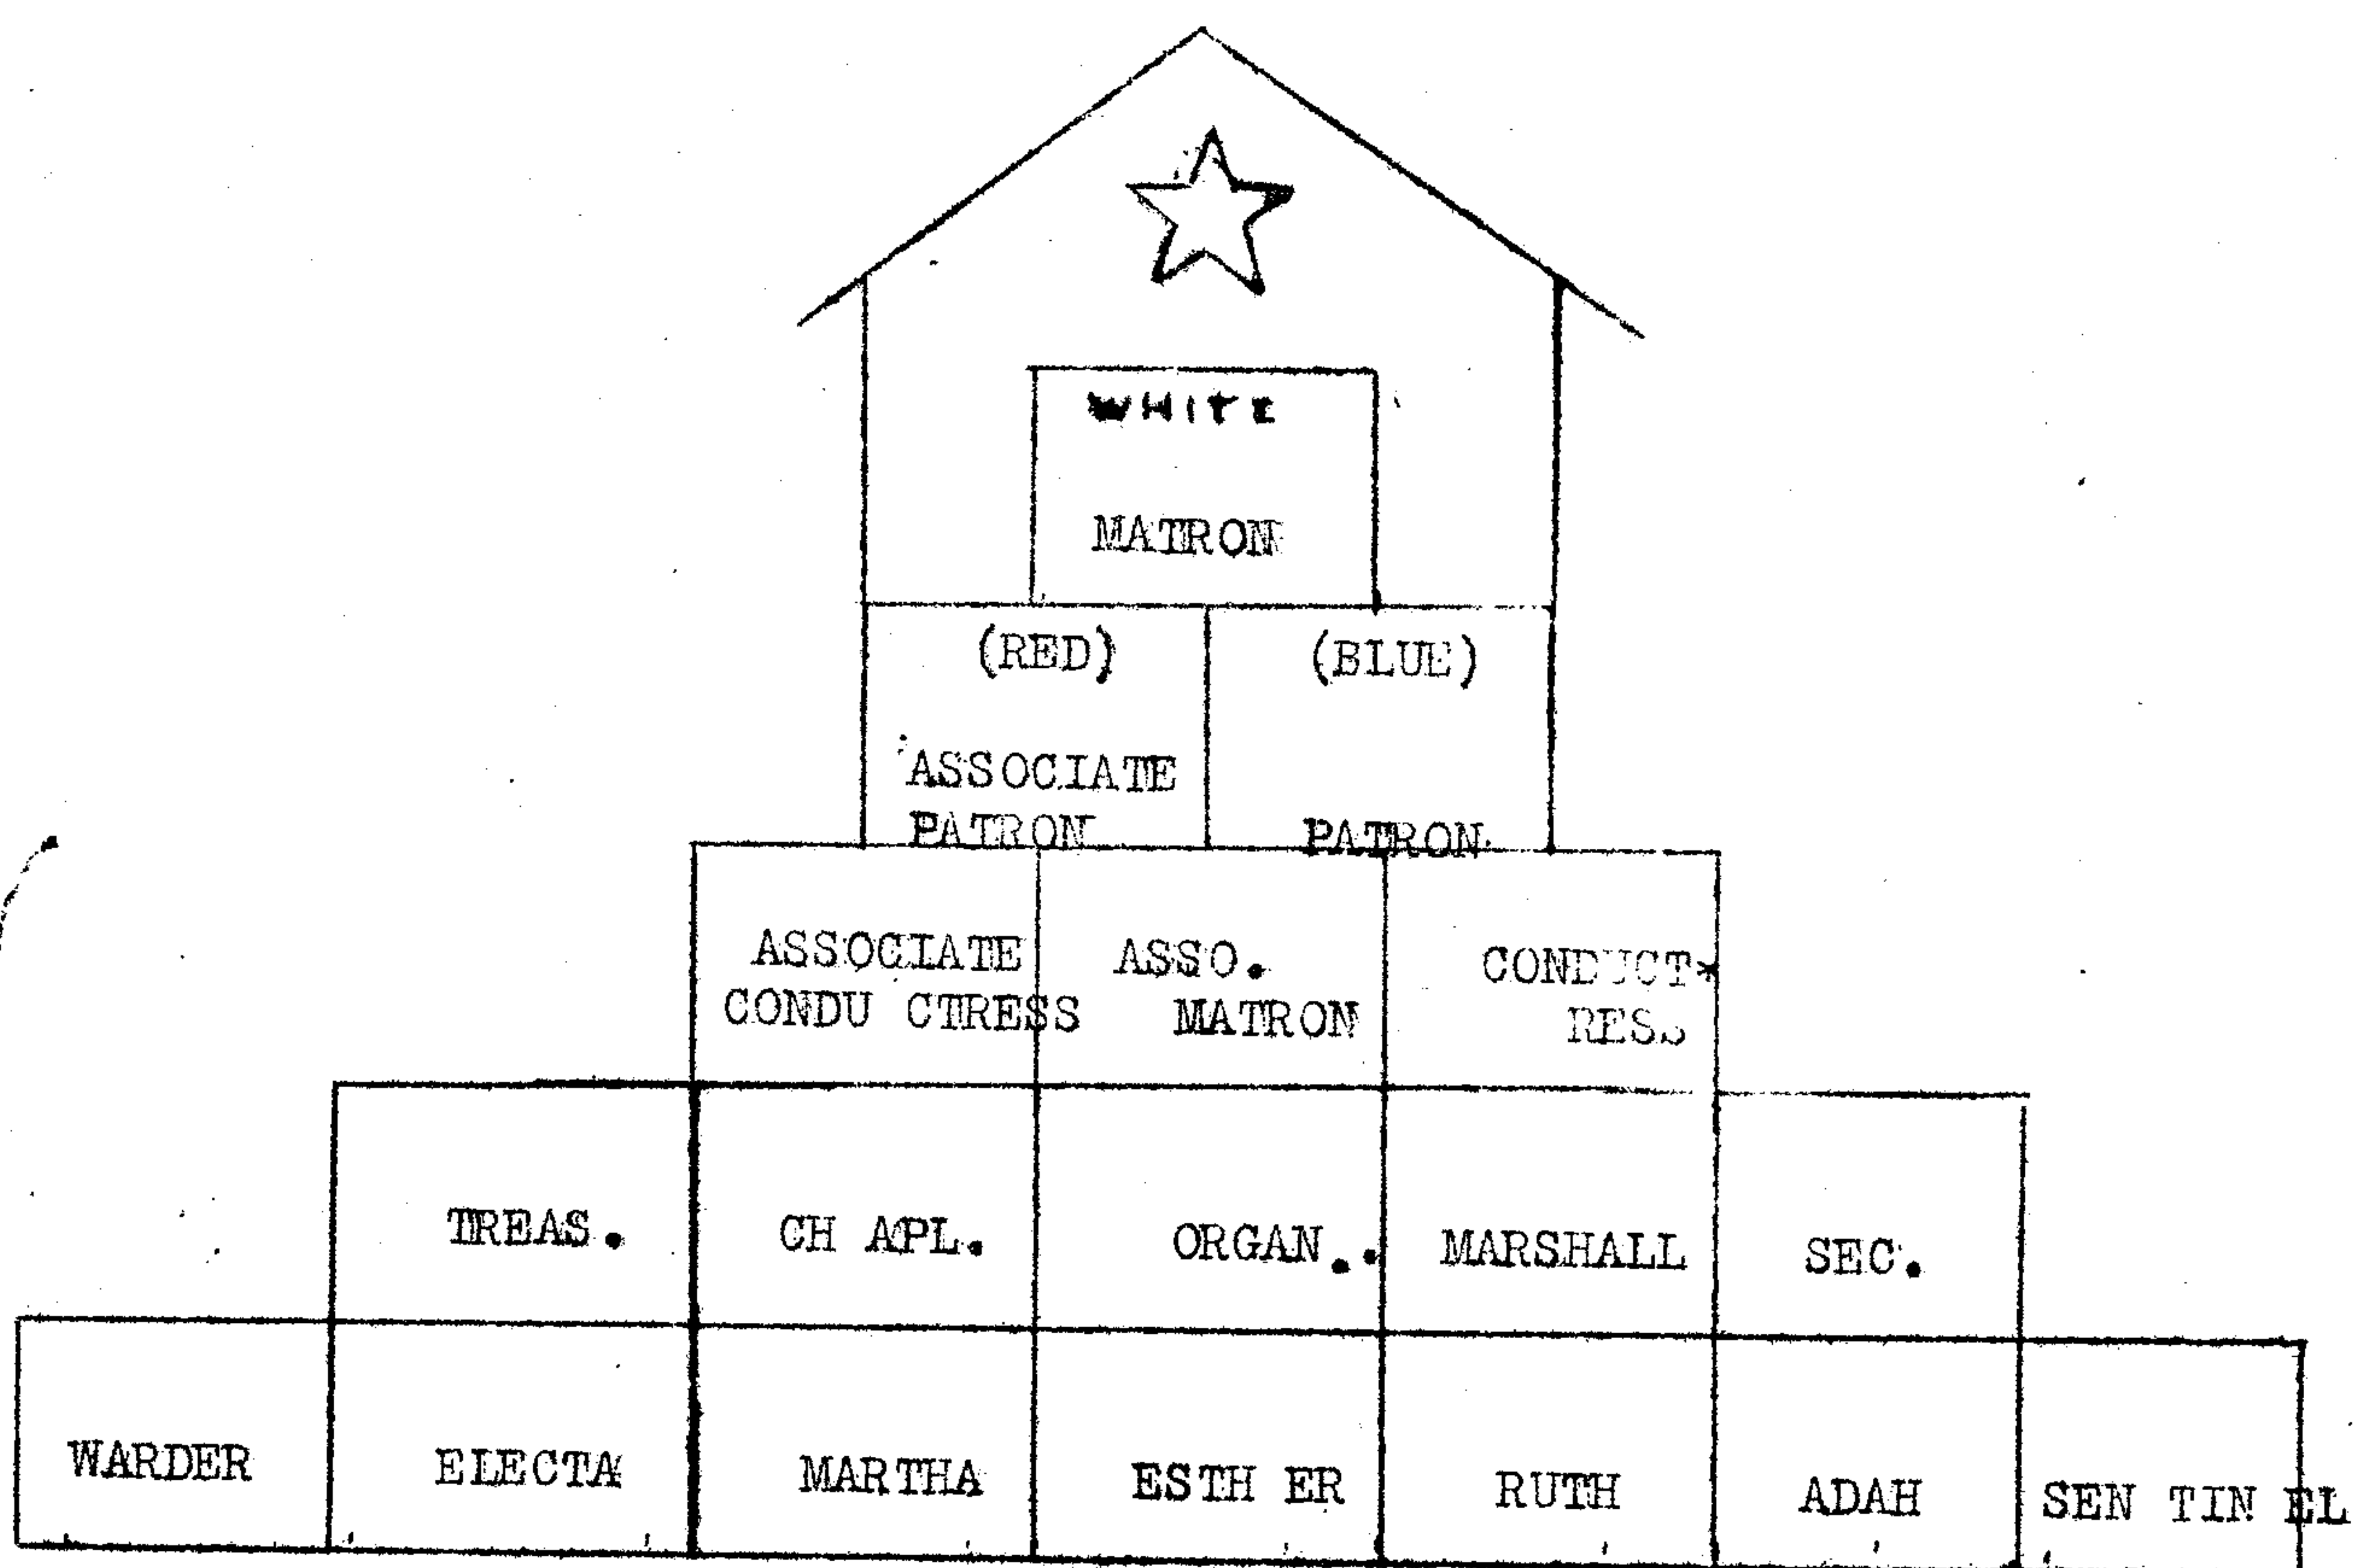 WHITE
MATRON
(RED) (BLUE)
ASSOCIATE
PATRON PATRON
ASSOCIATE ASSO. CONDUCT*
CONDU CTRESS MATRON RESS
TREAS. CH APL. ORGAN.. MARSHALL SEC.
WARDER ELECTA MARTHA ESTH ER RUTH ADAH SEN TIN EL